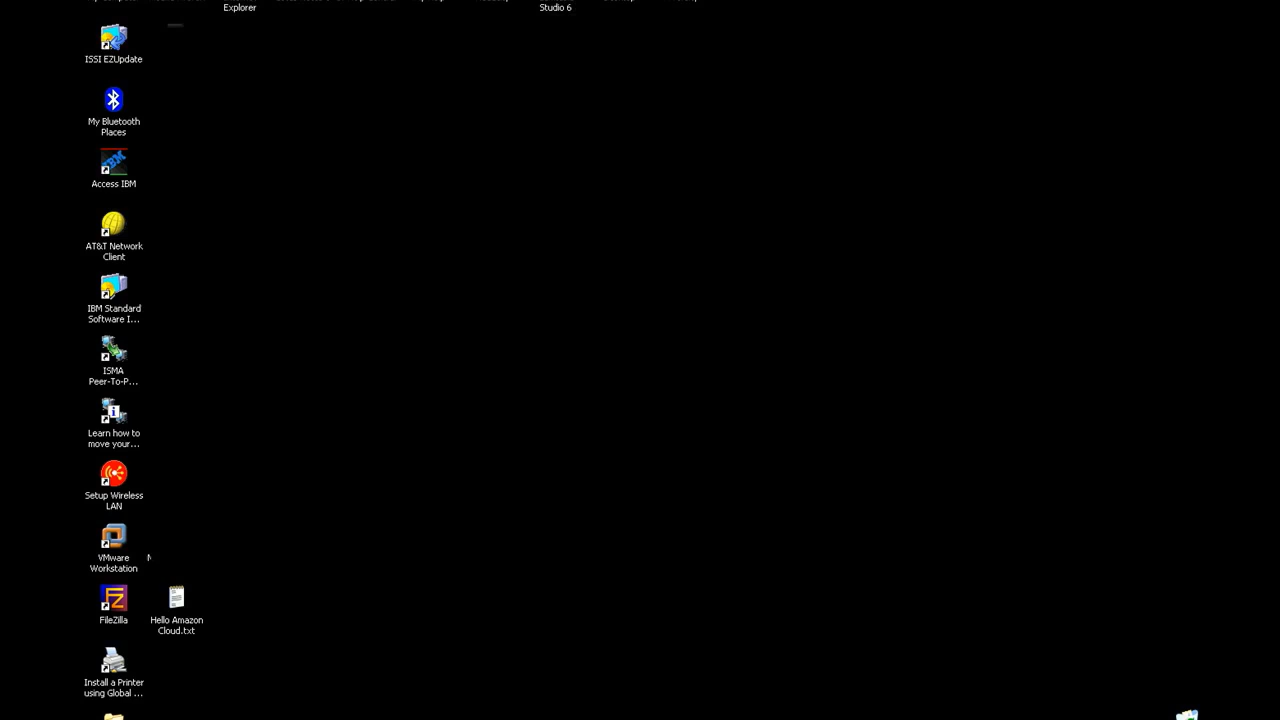 Explorer
Studio 6
ISSI EZUpdate
My Bluetooth
Places
IBM
Access IBM
AT&T Network
Client
IBM Standard
Software I...
ISMA
Peer-To-P...
Learn how to
move your...
Setup Wireless
LAN
VMware
Workstation
FZ
FileZilla
Hello Amazon
Cloud.txt
Install a Printer
using Global ...